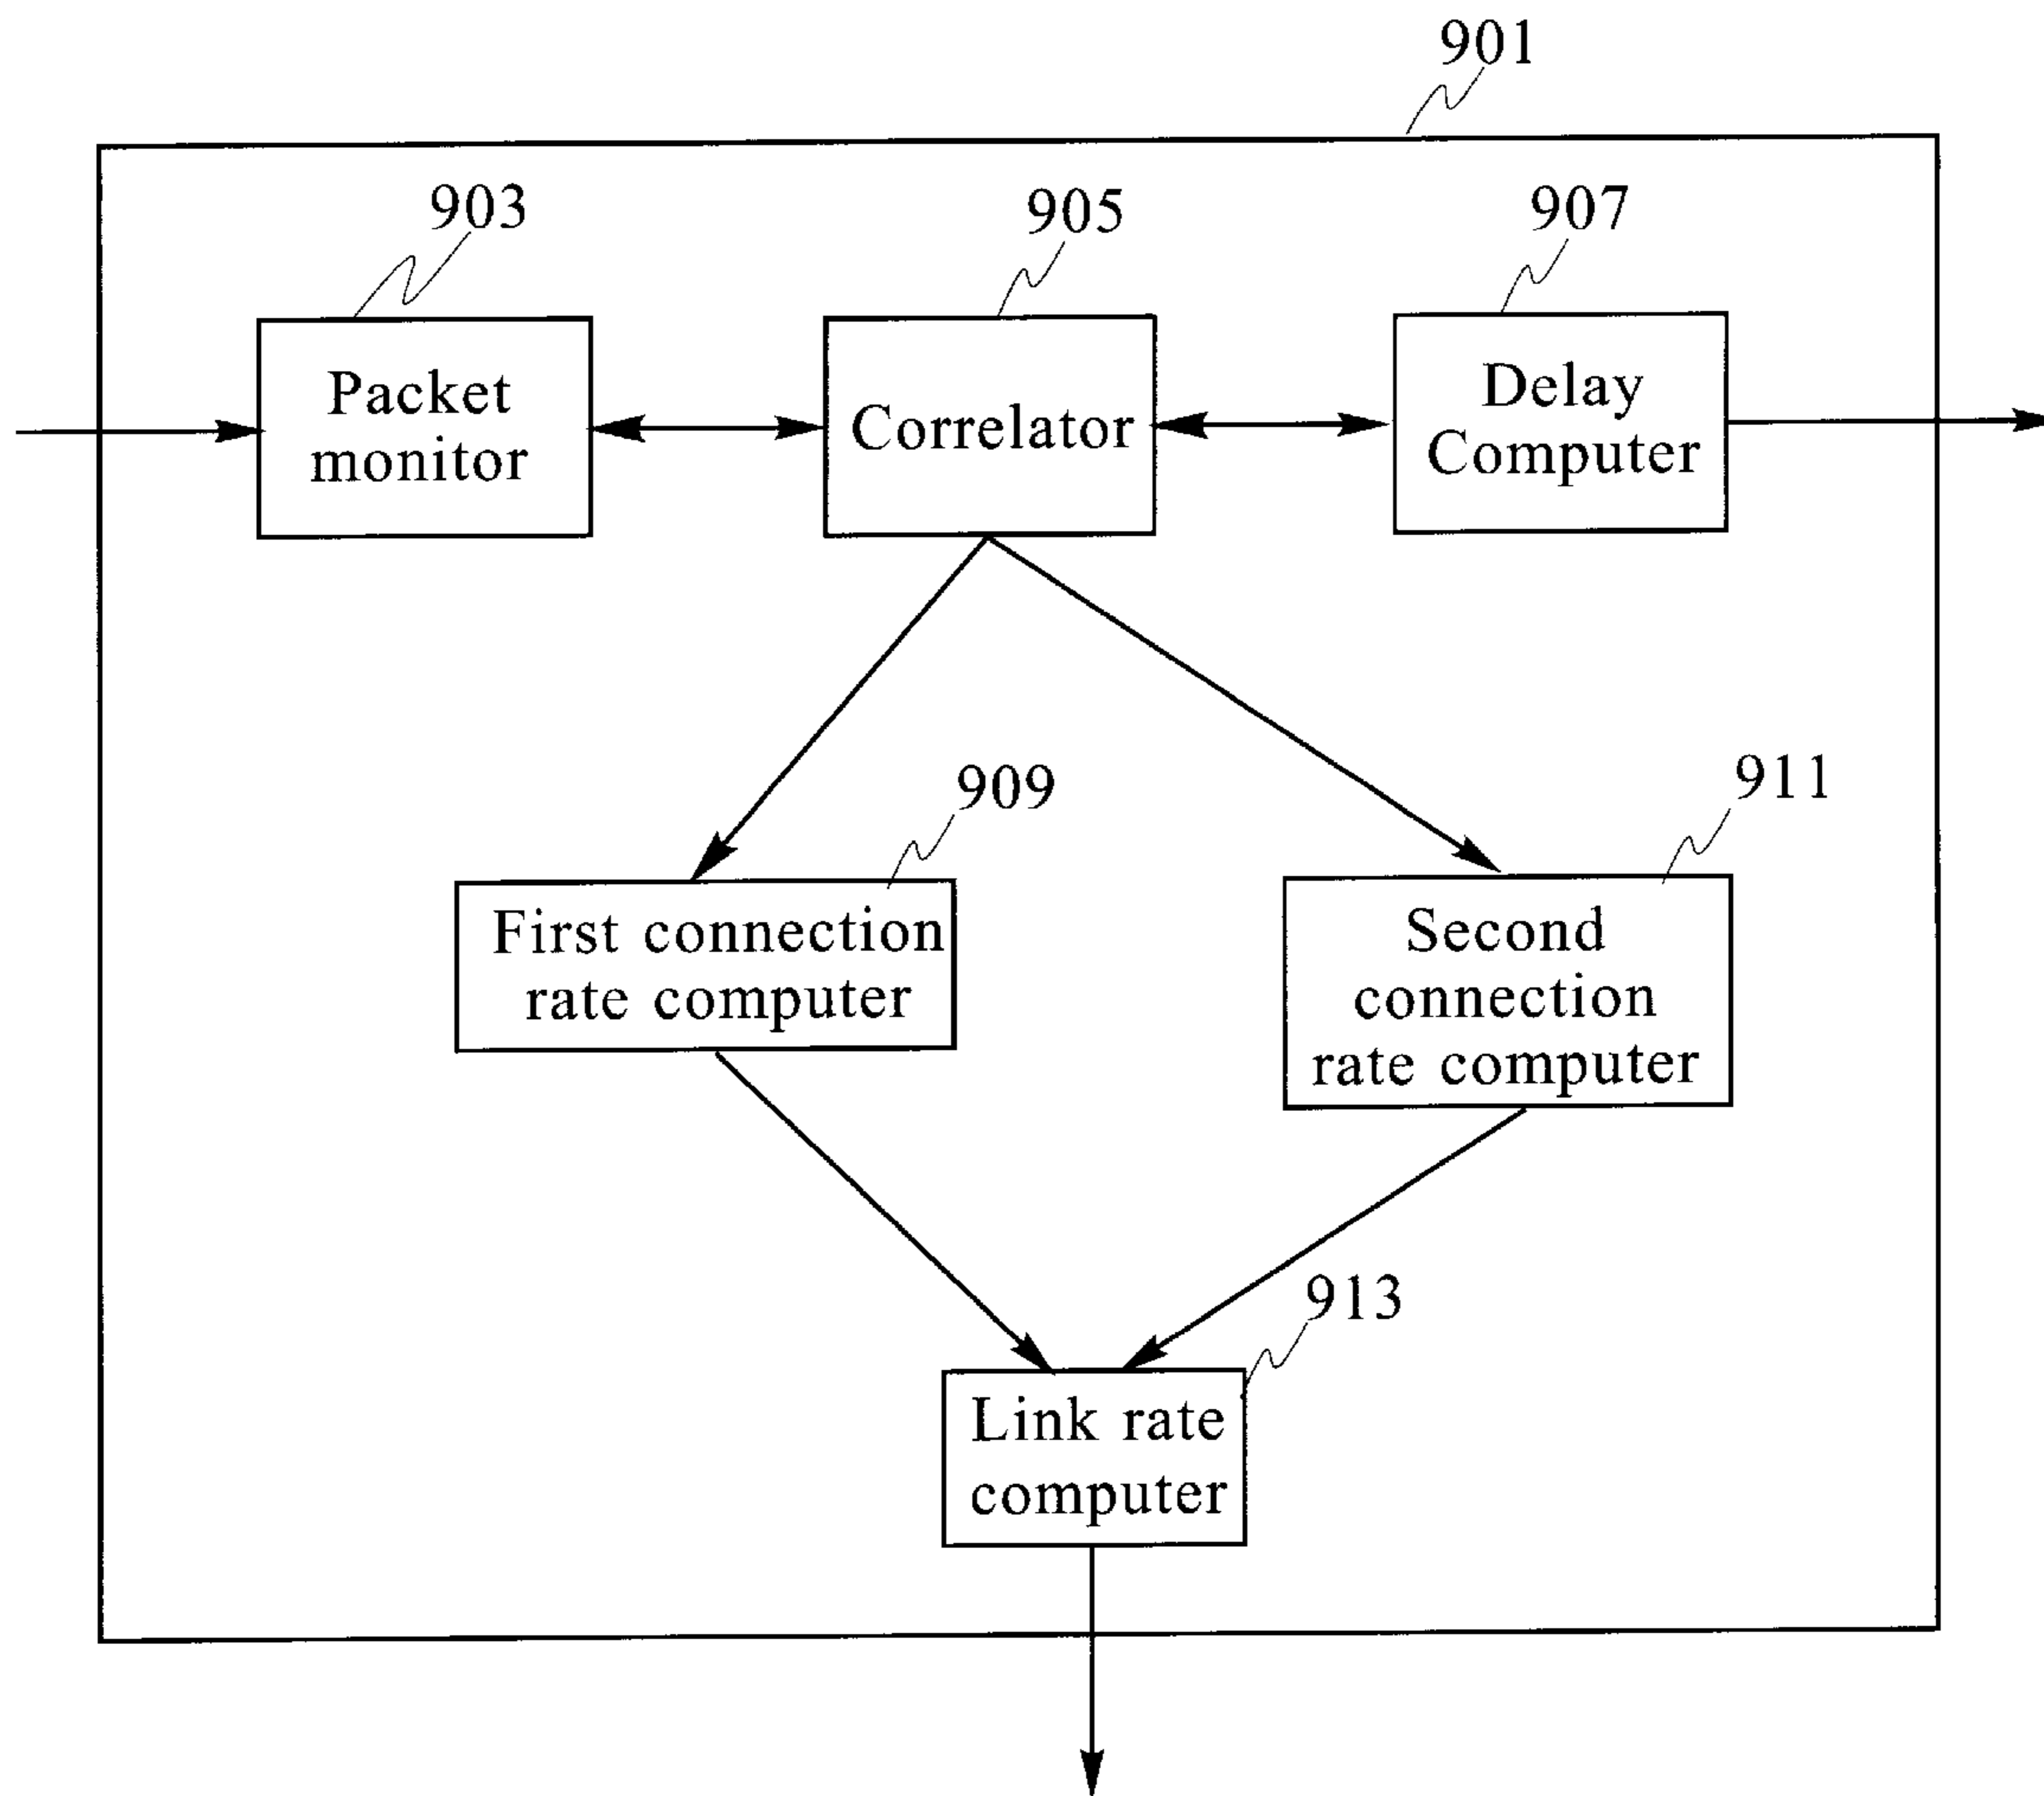 901
903
905
907
Packet
monitor
Correlator
Delay
Computer
909
911
First connection
rate computer
Second
connection
rate computer
913
Link rate
computer